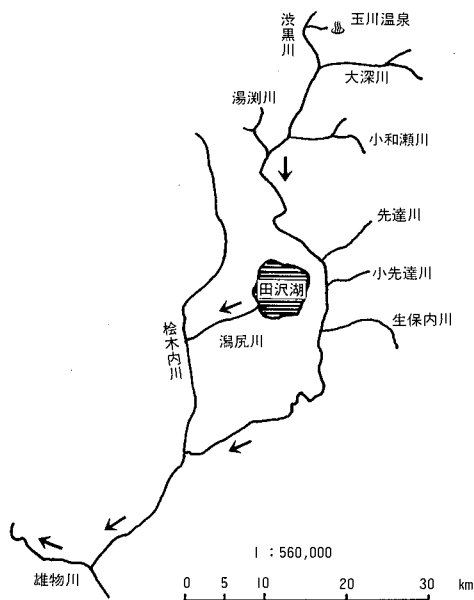 渋黒川
玉川温泉
大深川
湯渕川
小和瀬川
先達川
小先達川
田沢湖
生保内川
桧木内川
潟尻川
1：560,000
雄物川
0 5 10 20 30 km